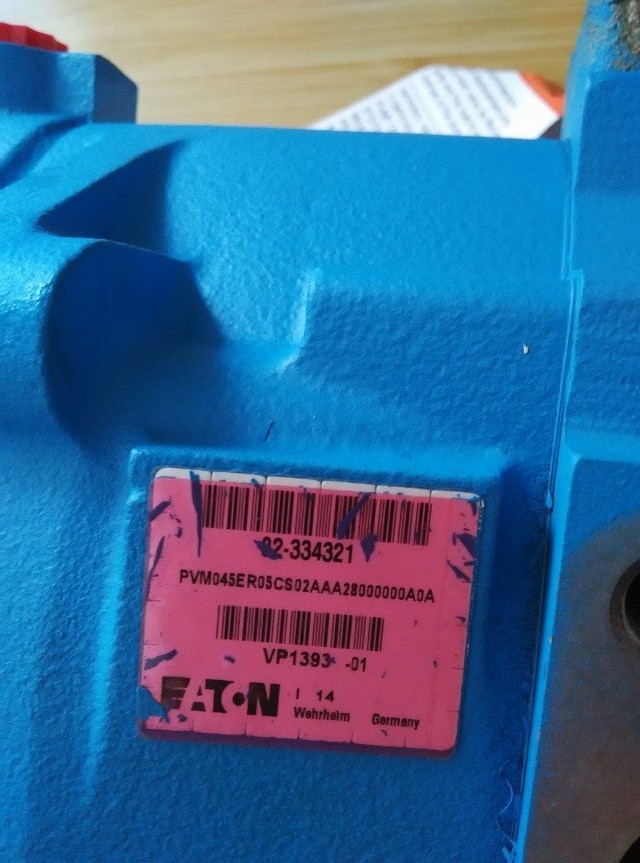 02-334321
PVM045ER05CS02AAA28000000A0A
VP1393 -01
EATON
I 14
Wehrheim Germany